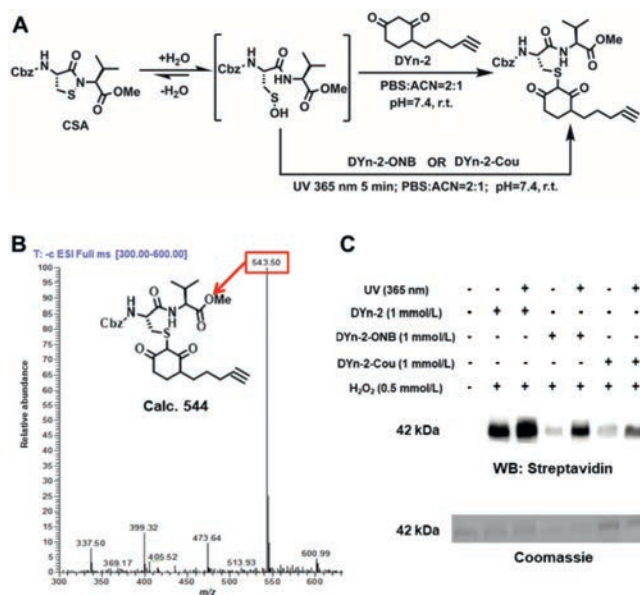 A
O
H
N
Cbz
N
S
O
OMe
CSA
+H₂O
-H₂O
H
N
O
Cbz
HN
OMe
S
O
OH
O
O
DYn-2
PBS:ACN=2:1
pH=7.4, r.t.
DYn-2-ONB OR DYn-2-Cou
UV 365 nm 5 min; PBS:ACN=2:1; pH=7.4, r.t.
H
N
O
Cbz
HN
OMe
S
O
O
O
B
T: -c ESI Full ms [300.00-600.00]
543.50
100
95
90
85
80
75
70
65
60
55
50
45
40
35
30
25
20
15
10
5
0
Relative abundance
H
N
O
Cbz
N
H
OMe
O
S
O
O
Calc. 544
337.50
369.17
399.32
405.52
473.64
513.93
600.99
300 350 400 450 500 550 600
m/z
C
UV (365 nm) - - + - + - +
DYn-2 (1 mmol/L) - + + - - - -
DYn-2-ONB (1 mmol/L) - - - + + - -
DYn-2-Cou (1 mmol/L) - - - - - + +
H₂O₂ (0.5 mmol/L) - + + + + + +
42 kDa
WB: Streptavidin
42 kDa
Coomassie